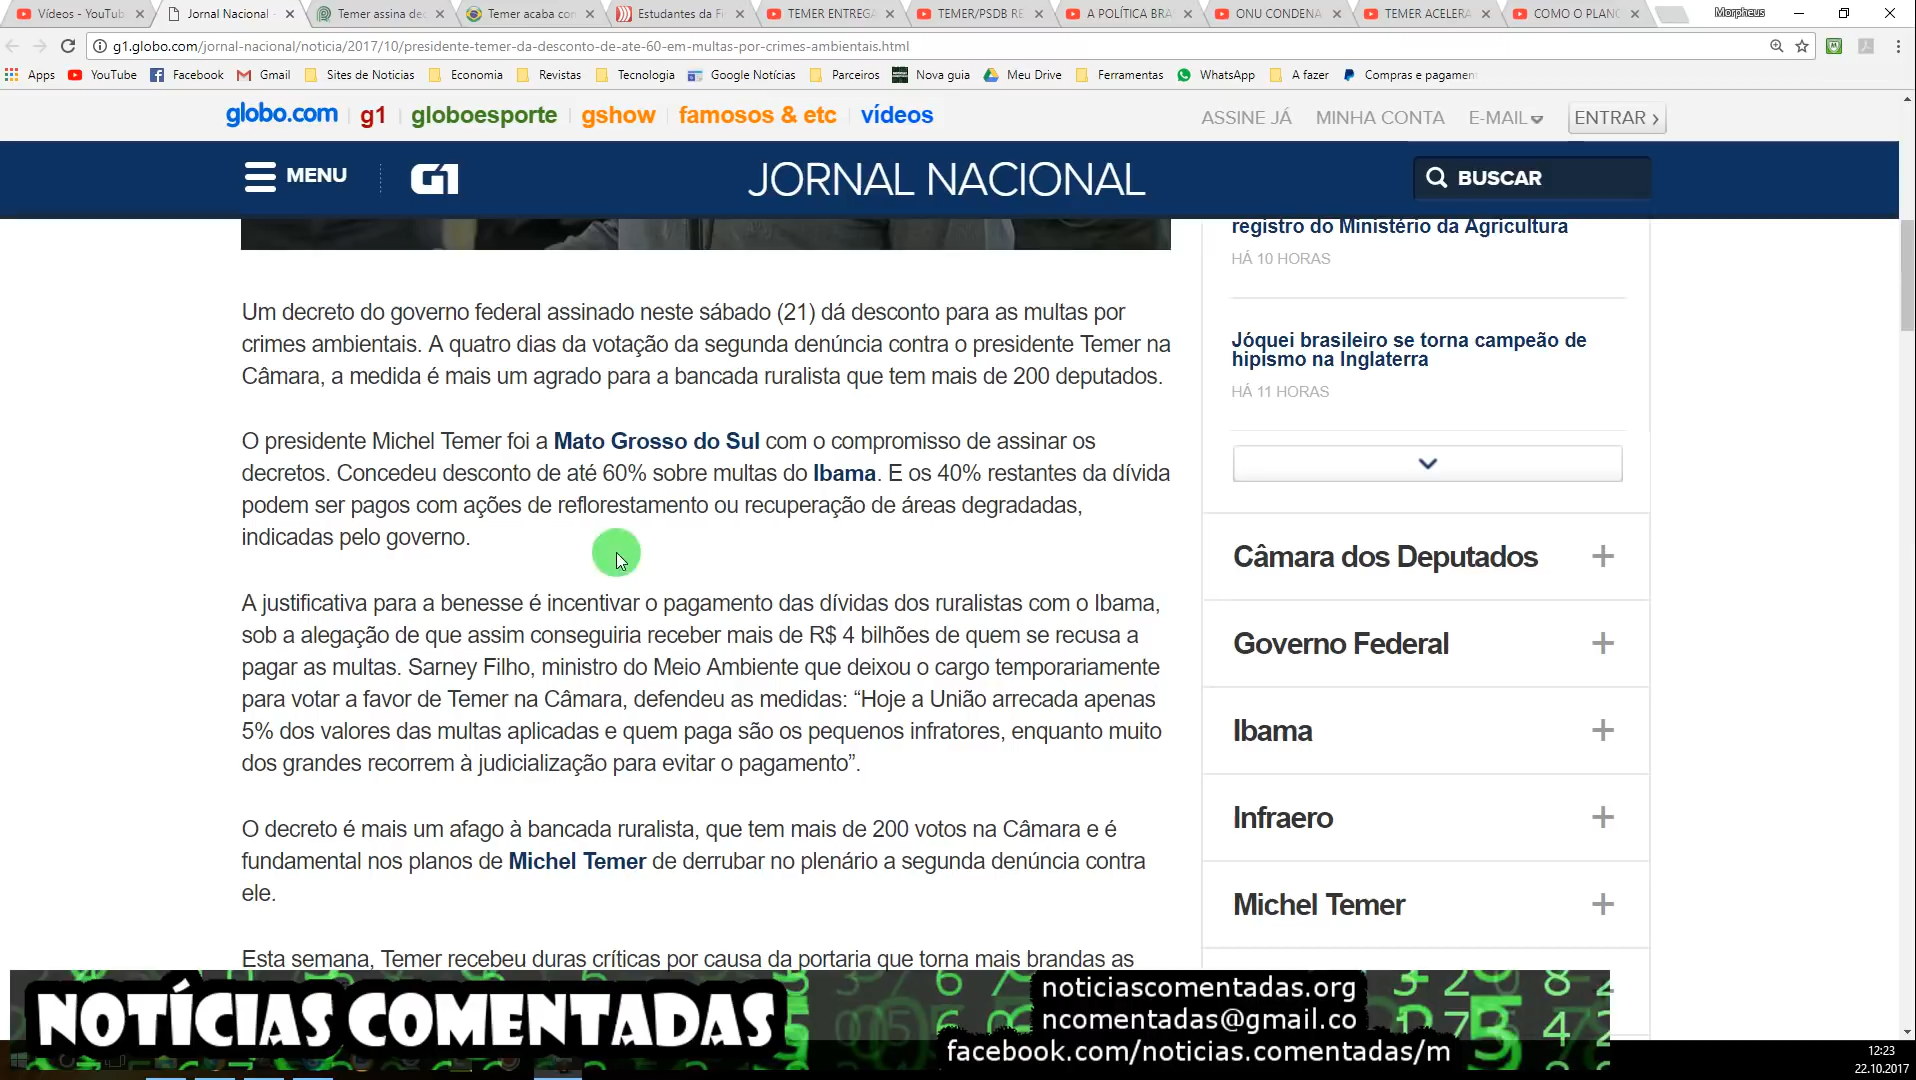 Vídeos - YouTub
Jornal Nacional -
Temer assina dec
Temer acaba con
Estudantes da F
TEMER ENTREGA
TEMER/PSDB RE
A POLÍTICA BRA
ONU CONDENA
TEMER ACELERA
COMO O PLANO
Morpheus
g1.globo.com/jornal-nacional/noticia/2017/10/presidente-temer-da-desconto-de-ate-60-em-multas-por-crimes-ambientais.html
Apps YouTube Facebook Gmail Sites de Noticias Economia Revistas Tecnologia Google Notícias Parceiros Nova guia Meu Drive Ferramentas WhatsApp A fazer Compras e pagamen
globo.com g1 globoesporte gshow famosos & etc vídeos
ASSINE JÁ MINHA CONTA E-MAIL ENTRAR ›
MENU G1 JORNAL NACIONAL BUSCAR
Um decreto do governo federal assinado neste sábado (21) dá desconto para as multas por
crimes ambientais. A quatro dias da votação da segunda denúncia contra o presidente Temer na
Câmara, a medida é mais um agrado para a bancada ruralista que tem mais de 200 deputados.
O presidente Michel Temer foi a Mato Grosso do Sul com o compromisso de assinar os
decretos. Concedeu desconto de até 60% sobre multas do Ibama. E os 40% restantes da dívida
podem ser pagos com ações de reflorestamento ou recuperação de áreas degradadas,
indicadas pelo governo.
A justificativa para a benesse é incentivar o pagamento das dívidas dos ruralistas com o Ibama,
sob a alegação de que assim conseguiria receber mais de R$ 4 bilhões de quem se recusa a
pagar as multas. Sarney Filho, ministro do Meio Ambiente que deixou o cargo temporariamente
para votar a favor de Temer na Câmara, defendeu as medidas: “Hoje a União arrecada apenas
5% dos valores das multas aplicadas e quem paga são os pequenos infratores, enquanto muito
dos grandes recorrem à judicialização para evitar o pagamento”.
O decreto é mais um afago à bancada ruralista, que tem mais de 200 votos na Câmara e é
fundamental nos planos de Michel Temer de derrubar no plenário a segunda denúncia contra
ele.
Esta semana, Temer recebeu duras críticas por causa da portaria que torna mais brandas as
registro do Ministério da Agricultura
HÁ 10 HORAS
Jóquei brasileiro se torna campeão de
hipismo na Inglaterra
HÁ 11 HORAS
Câmara dos Deputados +
Governo Federal +
Ibama +
Infraero +
Michel Temer +
NOTÍCIAS COMENTADAS
noticiascomentadas.org
ncomentadas@gmail.co
facebook.com/noticias.comentadas/m
12:23
22.10.2017